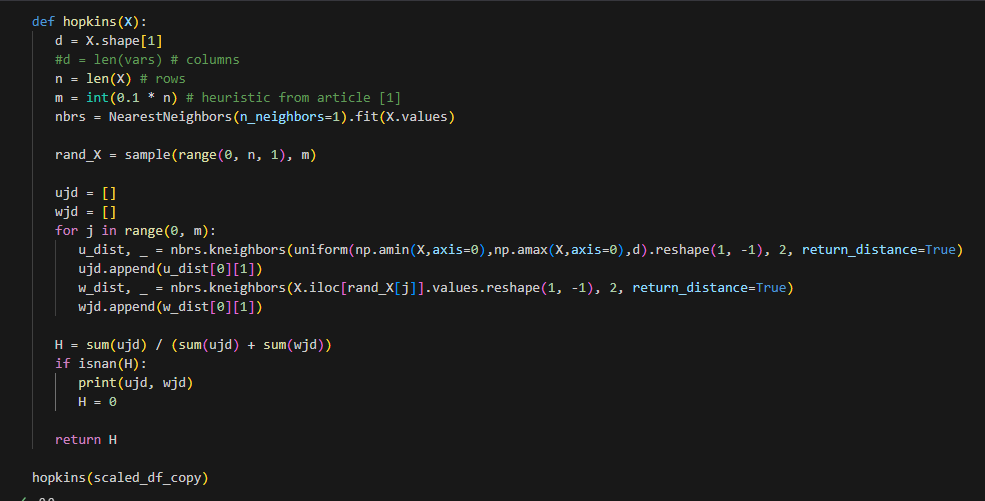 def hopkins(X):
d = X.shape[1]
#d = len(vars) # columns
n = len(X) # rows
m = int(0.1 * n) # heuristic from article [1]
nbrs = NearestNeighbors(n_neighbors=1).fit(X.values)
rand_X = sample(range(0, n, 1), m)
ujd = []
wjd = []
for j in range(0, m):
u_dist, _ = nbrs.kneighbors(uniform(np.amin(X,axis=0),np.amax(X,axis=0),d).reshape(1, -1), 2, return_distance=True)
ujd.append(u_dist[0][1])
w_dist, _ = nbrs.kneighbors(X.iloc[rand_X[j]].values.reshape(1, -1), 2, return_distance=True)
wjd.append(w_dist[0][1])
H = sum(ujd) / (sum(ujd) + sum(wjd))
if isnan(H):
print(ujd, wjd)
H = 0
return H
hopkins(scaled_df_copy)